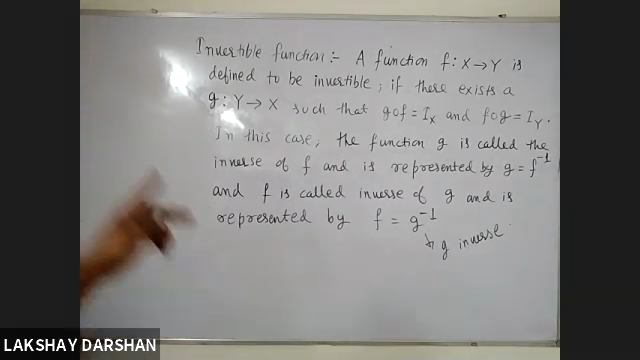 Invertible function :- A function f : X → Y is
defined to be invertible, if there exists a
g : Y → X such that gof = Iₓ and fog = I_Y.
In this case, the function g is called the
inverse of f and is represented by g = f⁻¹
and f is called inverse of g and is
represented by f = g⁻¹
↳ g inverse.
LAKSHAY DARSHAN